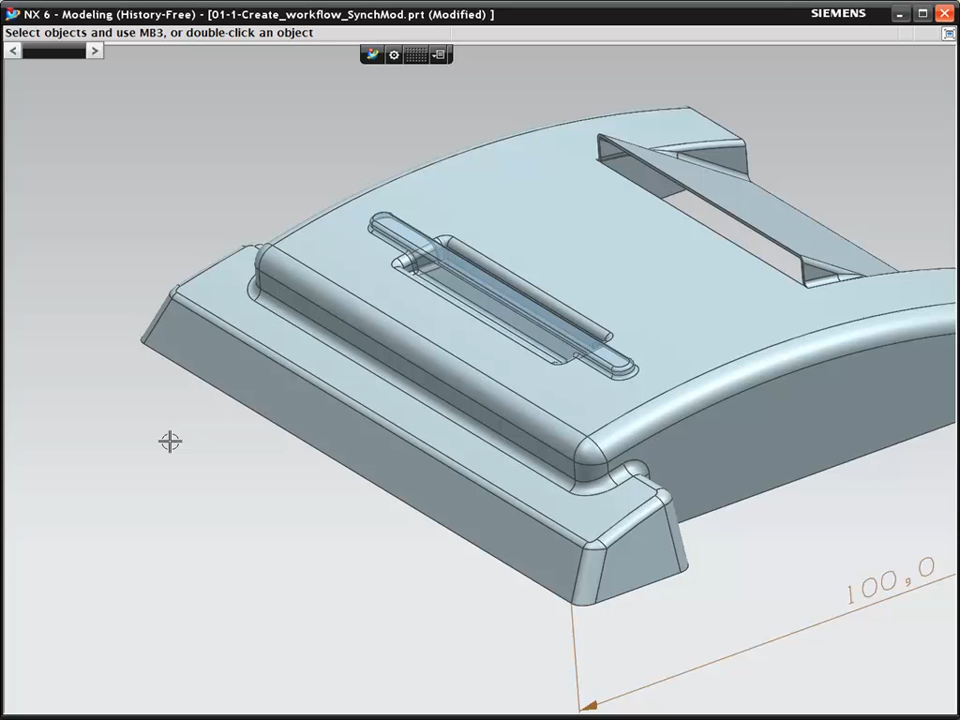 NX 6 - Modeling (History-Free) - [01-1-Create_workflow_SynchMod.prt (Modified) ]
SIEMENS
Select objects and use MB3, or double-click an object
100,0